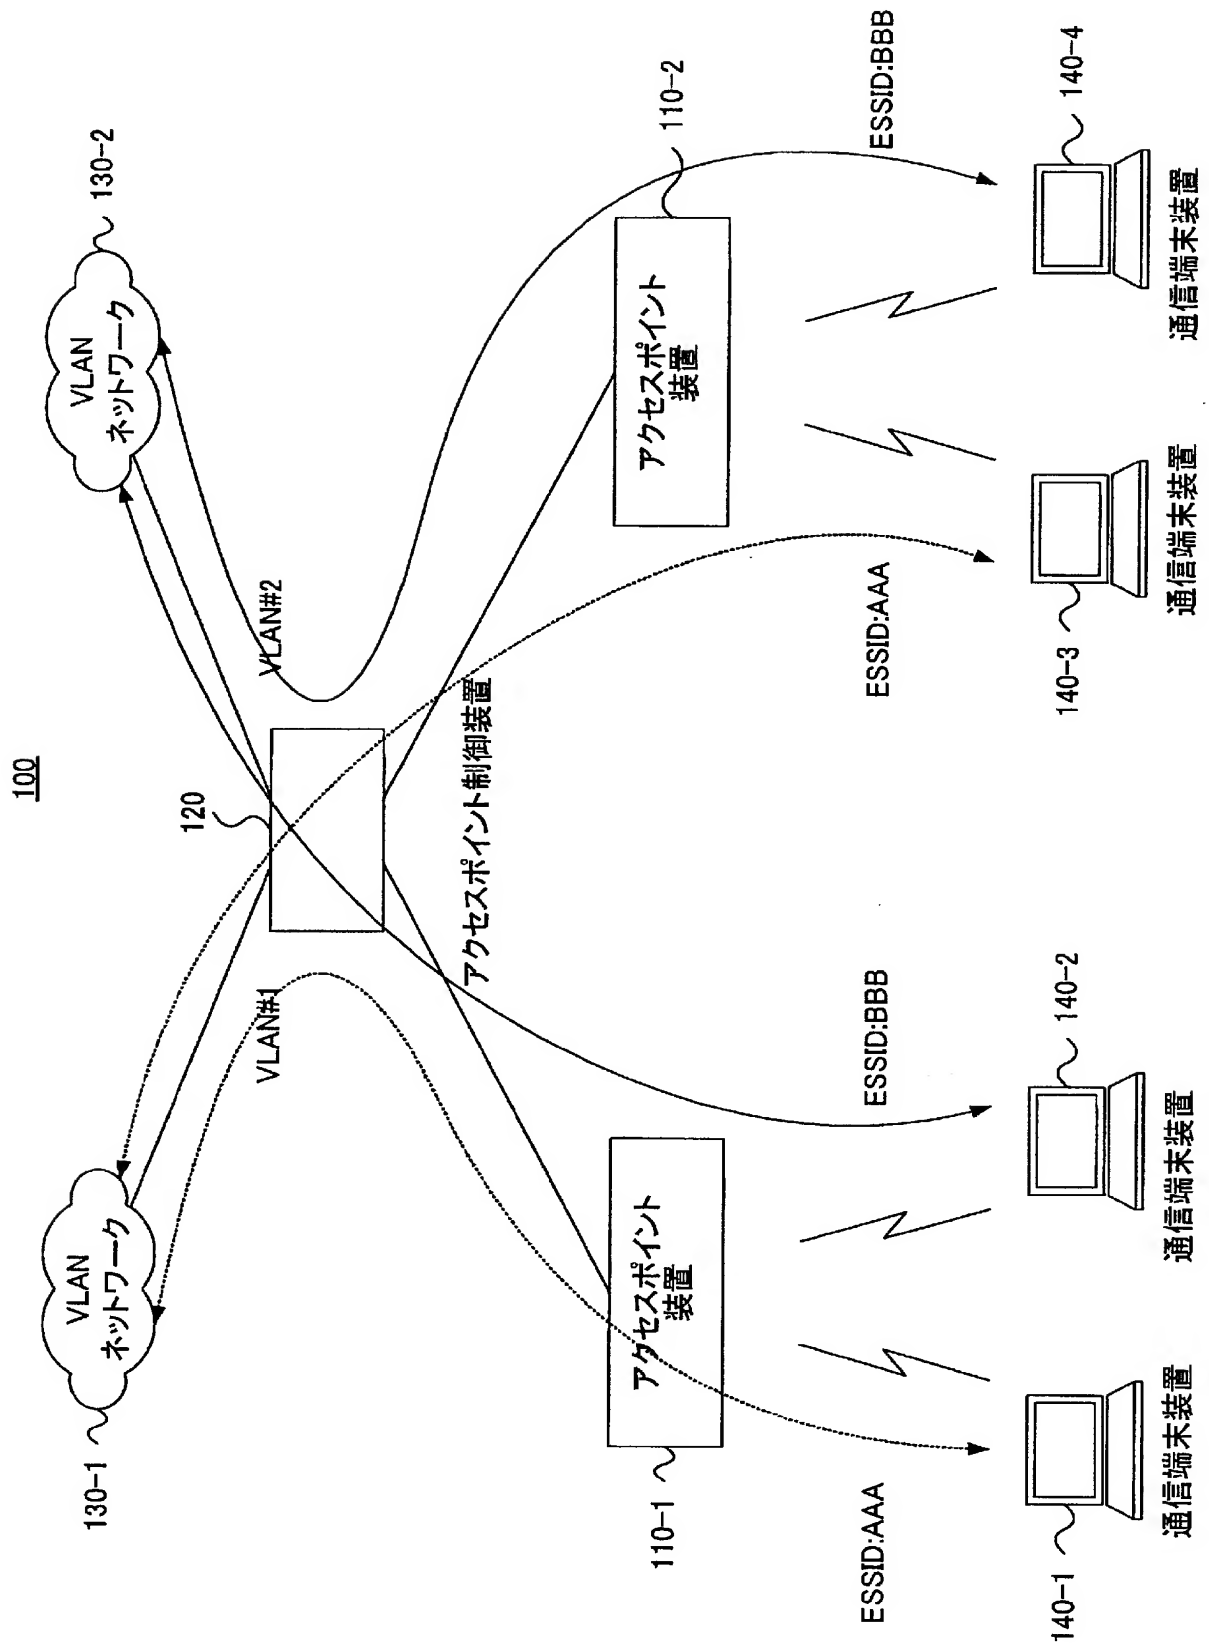 100
130-1
VLAN
ネットワーク
VLAN
ネットワーク
130-2
120
VLAN#1
VLAN#2
アクセスポイント制御装置
110-1
アクセスポイント
装置
アクセスポイント
装置
110-2
ESSID:AAA
ESSID:BBB
ESSID:AAA
ESSID:BBB
140-1
140-2
140-3
140-4
通信端末装置
通信端末装置
通信端末装置
通信端末装置